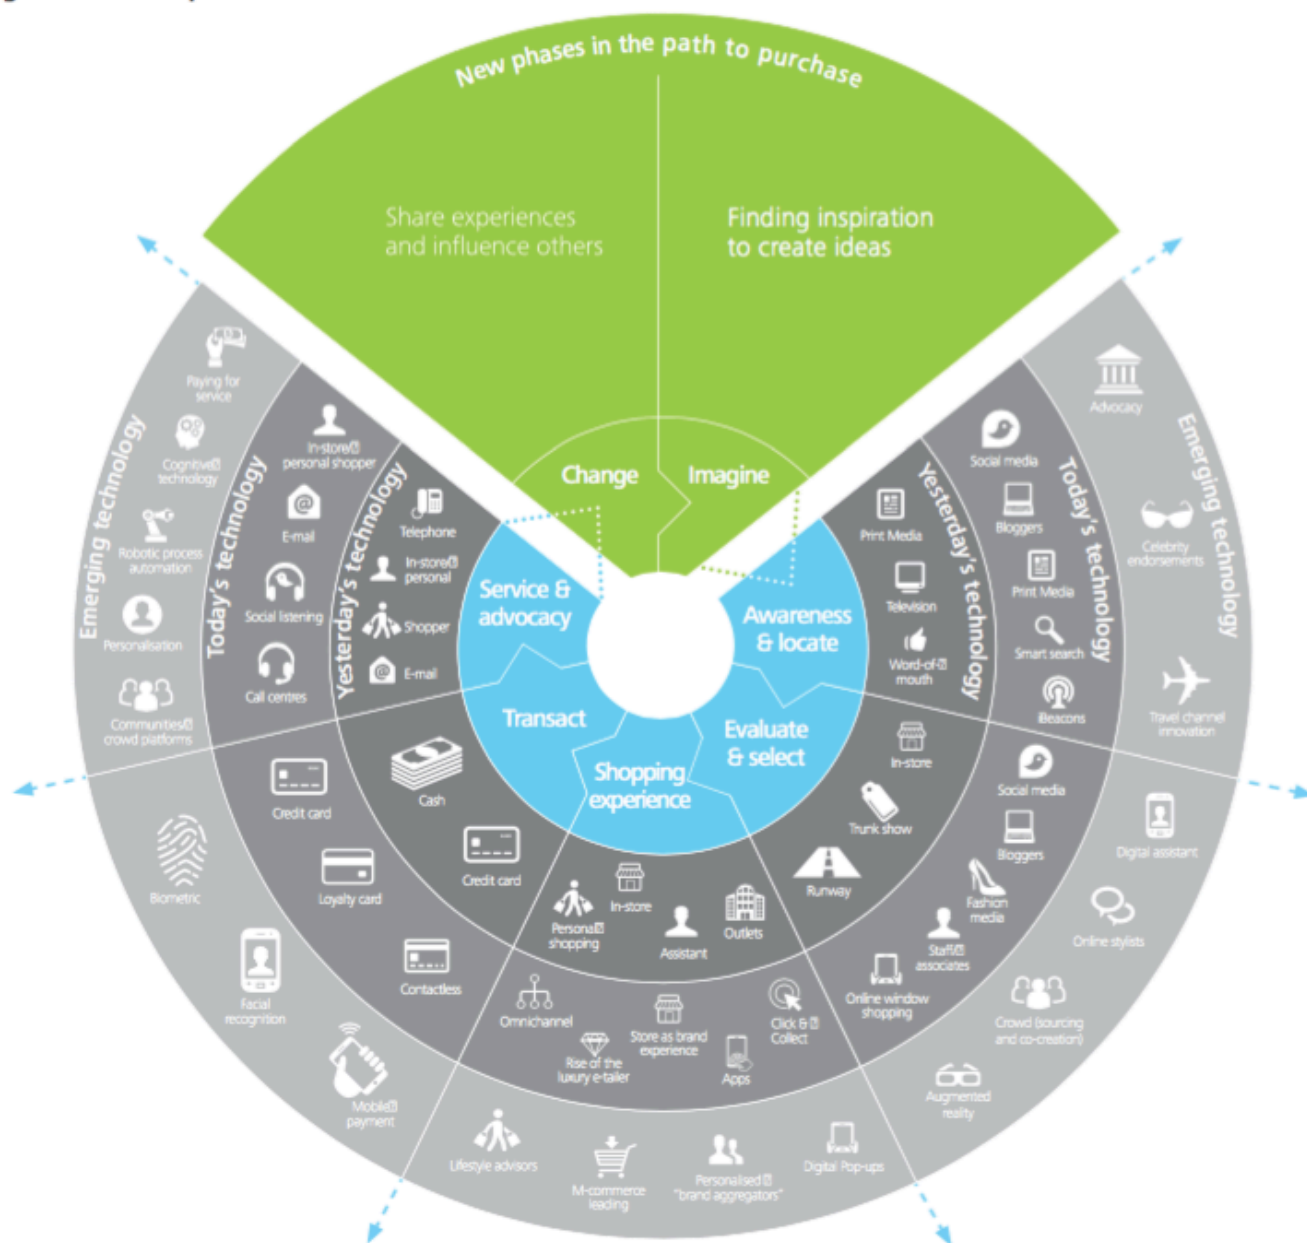 New phases in the path to purchase
Share experiences
and influence others
Finding inspiration
to create ideas
Change
Imagine
Service &
advocacy
Awareness
& locate
Transact
Evaluate
& select
Shopping
experience
Emerging technology
Paying for
service
Cognitive
technology
Robotic process
automation
Personalisation
Communities/
crowd platforms
Today's technology
In-store
personal shopper
E-mail
Social listening
Call centres
Yesterday's technology
Telephone
In-store
personal
Shopper
E-mail
Yesterday's technology
Print Media
Television
Word-of-
mouth
Today's technology
Social media
Bloggers
Print Media
Smart search
iBeacons
Emerging technology
Advocacy
Celebrity
endorsements
Travel channel
innovation
In-store
Trunk show
Runway
Social media
Bloggers
Fashion
media
Staff
associates
Online window
shopping
Digital assistant
Online stylists
Crowd (sourcing
and co-creation)
Augmented
reality
Personal
shopping
In-store
Assistant
Outlets
Omnichannel
Rise of the
luxury e-tailer
Store as brand
experience
Apps
Click &
Collect
Lifestyle advisors
M-commerce
leading
Personalised
"brand aggregators"
Digital Pop-ups
Cash
Credit card
Credit card
Loyalty card
Contactless
Biometric
Facial
recognition
Mobile
payment